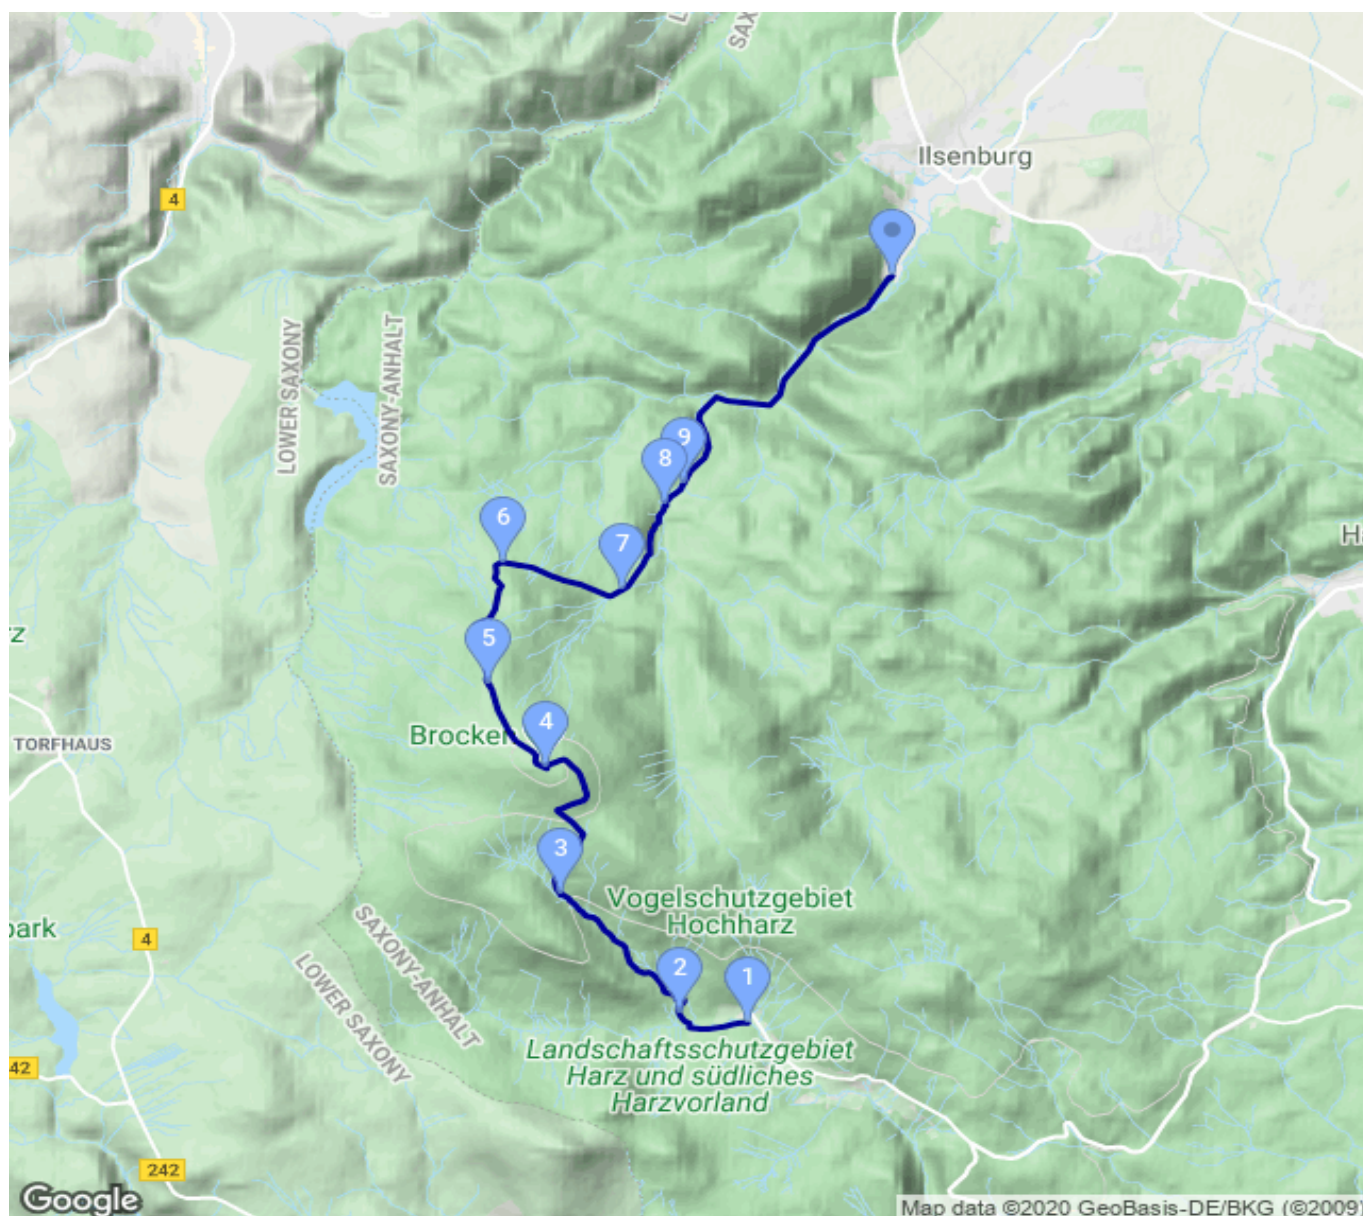 Ilsenburg
4
LOWER SAXONY
SAXONY-ANHALT
9
8
6
7
5
Brocken
4
TORFHAUS
3
Vogelschutzgebiet
Hochharz
park
4
SAXONY-ANHALT
LOWER SAXONY
2
1
Landschaftsschutzgebiet
Harz und südliches
Harzvorland
42
242
Google
Map data ©2020 GeoBasis-DE/BKG (©2009)